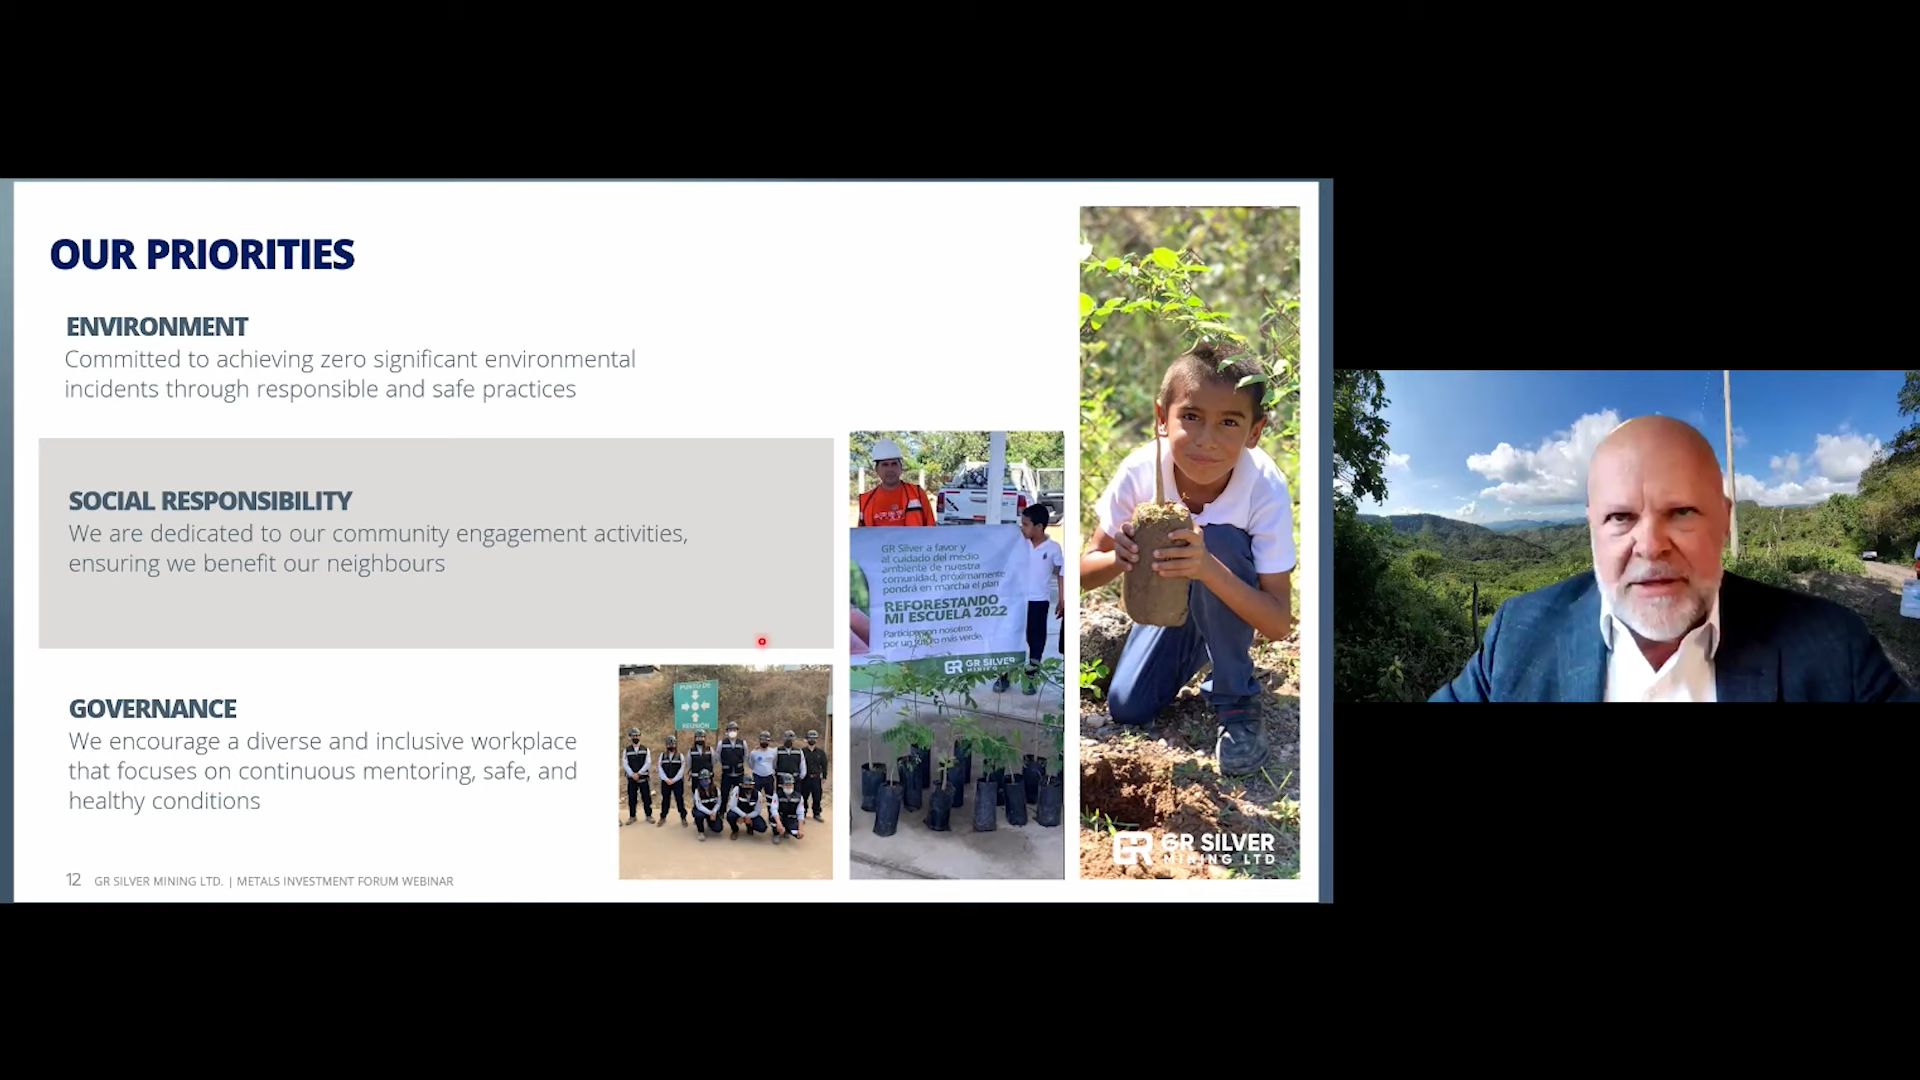 OUR PRIORITIES
ENVIRONMENT
Committed to achieving zero significant environmental
incidents through responsible and safe practices
SOCIAL RESPONSIBILITY
We are dedicated to our community engagement activities,
ensuring we benefit our neighbours
GOVERNANCE
We encourage a diverse and inclusive workplace
that focuses on continuous mentoring, safe, and
healthy conditions
PUNTO DE
REUNIÓN
GR Silver a favor y
al cuidado del medio
ambiente de nuestra
comunidad, próximamente
pondrá en marcha el plan
REFORESTANDO
MI ESCUELA 2022
nosotros
por un más verde.
GR SILVER
MINING
GR SILVER
MINING LTD
12 GR SILVER MINING LTD. | METALS INVESTMENT FORUM WEBINAR